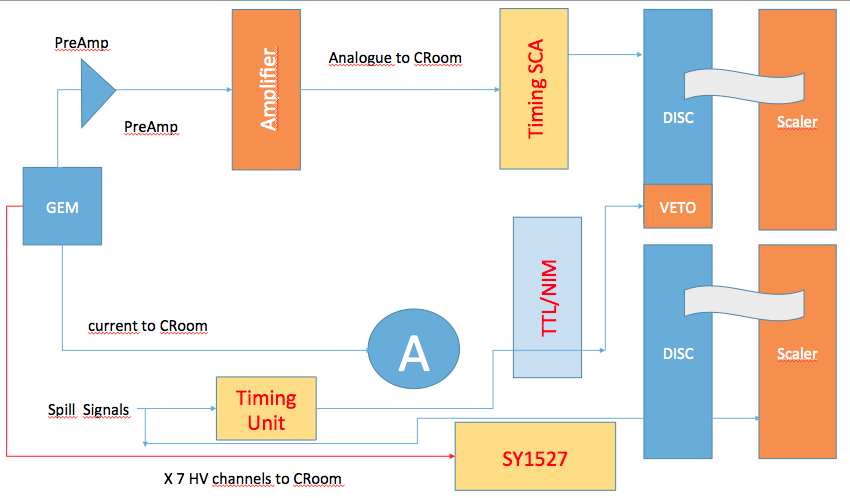 PreAmp
PreAmp
Amplifier
Analogue to CRoom
Timing SCA
DISC
Scaler
GEM
VETO
TTL/NIM
current to CRoom
A
DISC
Scaler
Spill Signals
Timing
Unit
SY1527
X 7 HV channels to CRoom